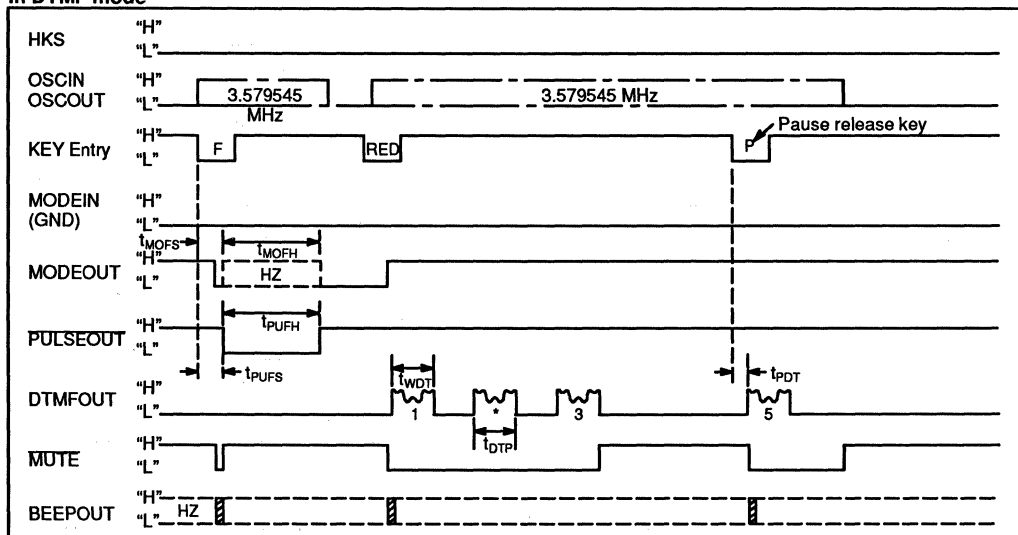 In DTMF mode
HKS "H"
"L"
OSCIN "H"
OSCOUT "L"
3.579545 MHz
3.579545 MHz
KEY Entry "H"
"L"
F
RED
P
Pause release key
MODEIN "H"
(GND) "L"
tMOFS
tMOFH
MODEOUT "H"
"L"
HZ
PULSEOUT "H"
"L"
tPUFH
tPUFS
DTMFOUT "H"
"L"
tWDT
tPDT
1
*
3
5
tDTP
MUTE "H"
"L"
BEEPOUT "H"
"L"
HZ